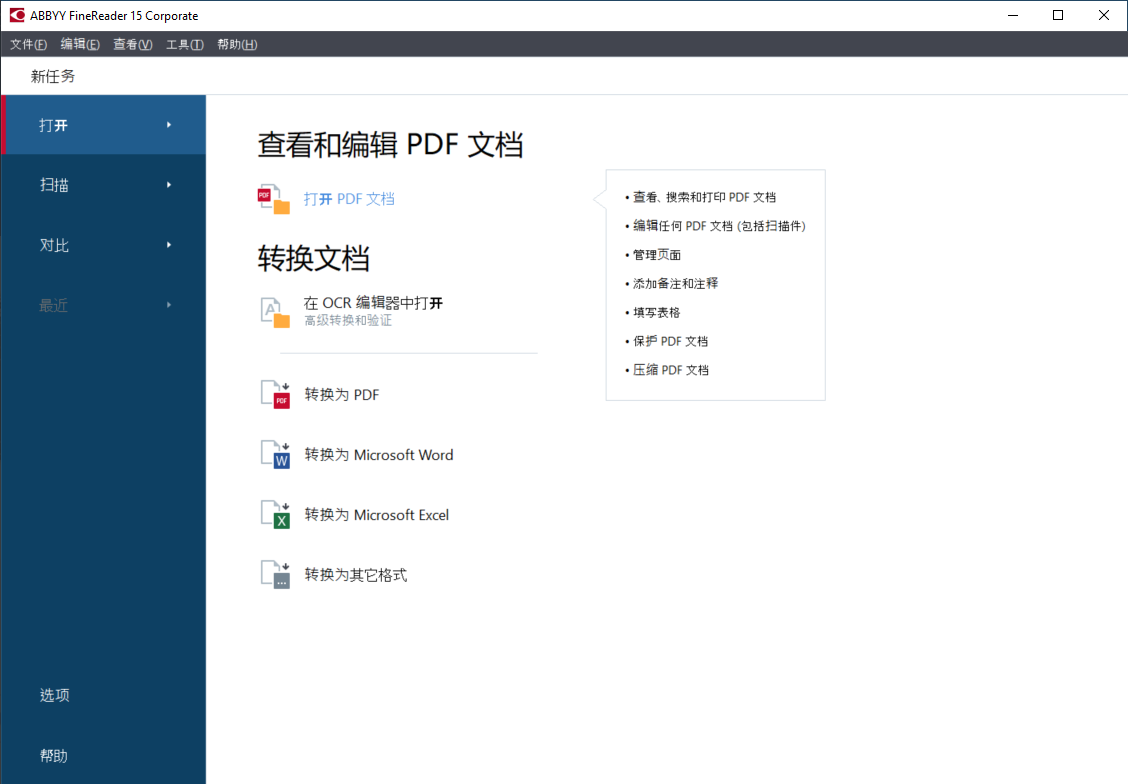 ABBYY FineReader 15 Corporate
文件(F) 编辑(E) 查看(V) 工具(T) 帮助(H)
新任务
打开
扫描
对比
最近
选项
帮助
查看和编辑 PDF 文档
PDF
打开 PDF 文档
转换文档
A
在 OCR 编辑器中打开
高级转换和验证
PDF
转换为 PDF
W
转换为 Microsoft Word
X
转换为 Microsoft Excel
...
转换为其它格式
• 查看、搜索和打印 PDF 文档
• 编辑任何 PDF 文档 (包括扫描件)
• 管理页面
• 添加备注和注释
• 填写表格
• 保护 PDF 文档
• 压缩 PDF 文档